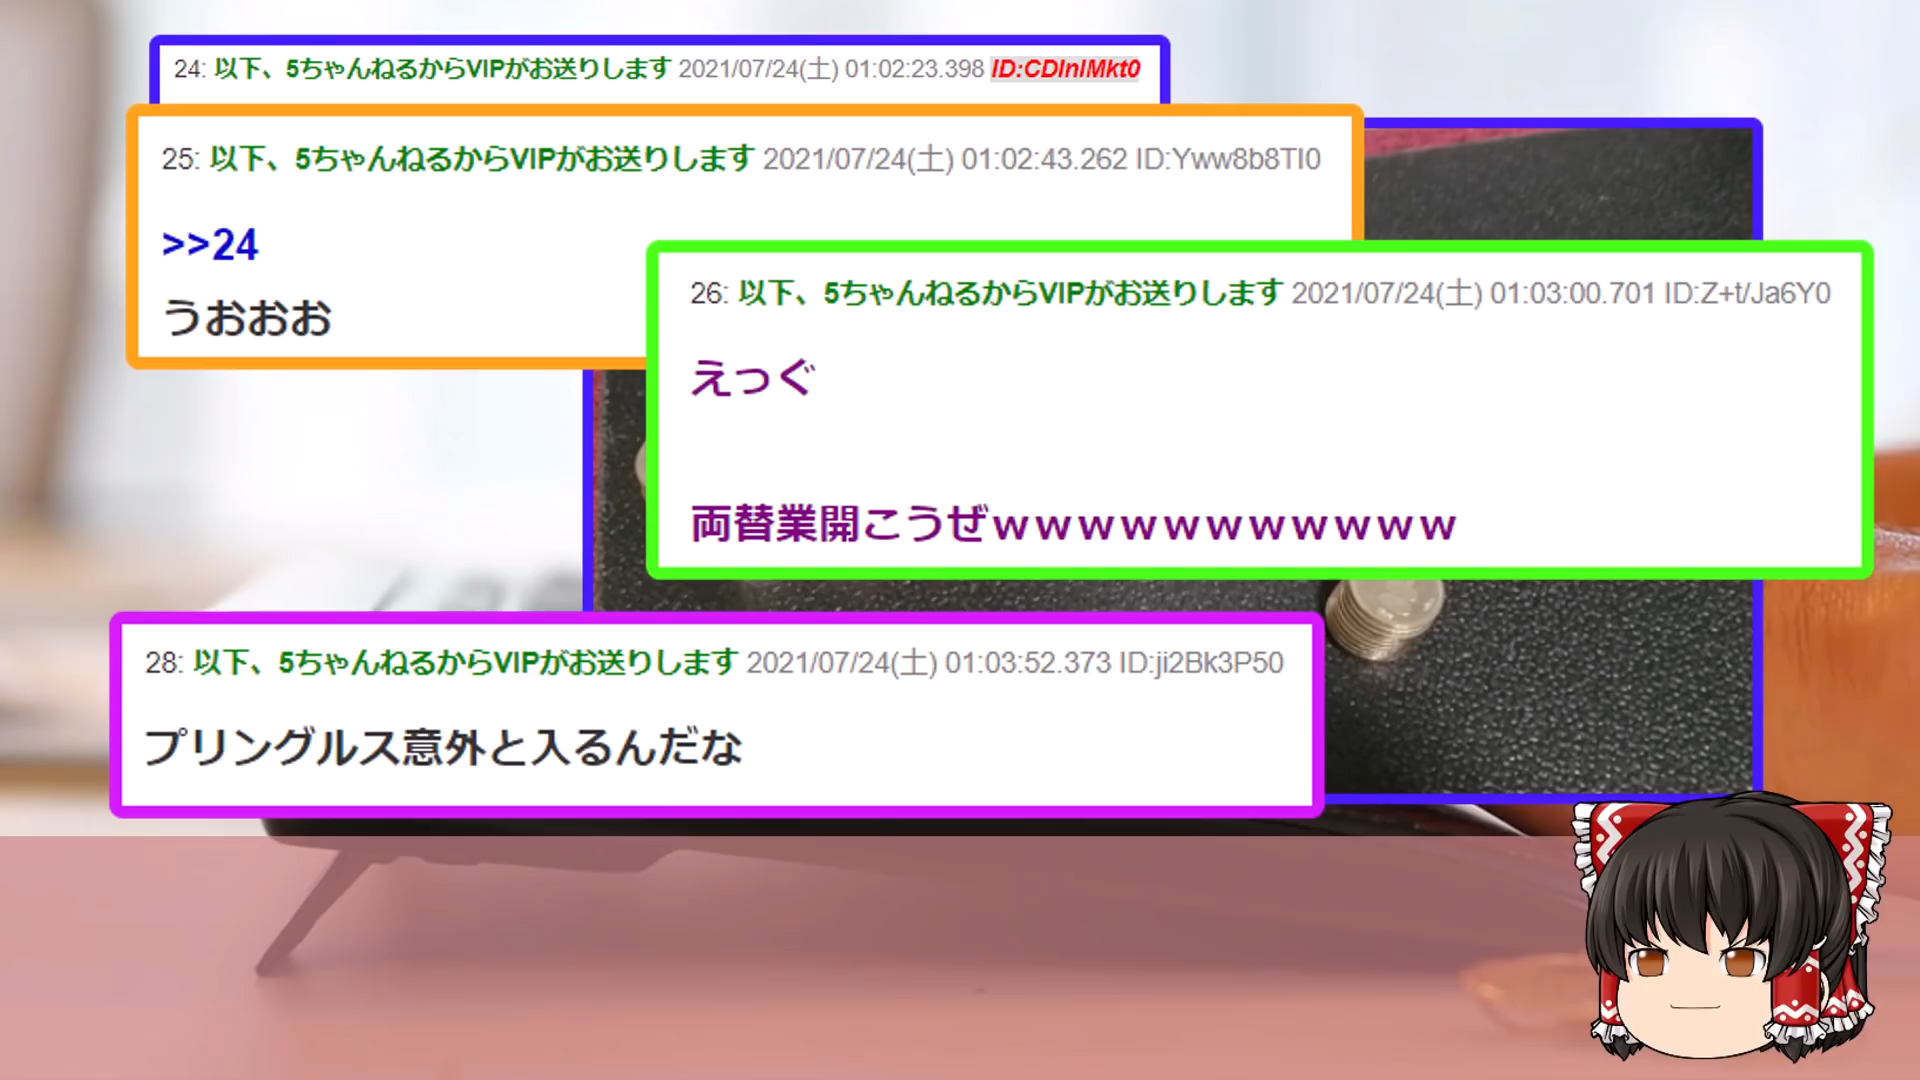 24: 以下、5ちゃんねるからVIPがお送りします 2021/07/24(土) 01:02:23.398 ID:CDInlMkt0
25: 以下、5ちゃんねるからVIPがお送りします 2021/07/24(土) 01:02:43.262 ID:Yww8b8TI0
>>24
うおおお
26: 以下、5ちゃんねるからVIPがお送りします 2021/07/24(土) 01:03:00.701 ID:Z+t/Ja6Y0
えっぐ
両替業開こうぜｗｗｗｗｗｗｗｗｗｗｗ
28: 以下、5ちゃんねるからVIPがお送りします 2021/07/24(土) 01:03:52.373 ID:ji2Bk3P50
プリングルス意外と入るんだな